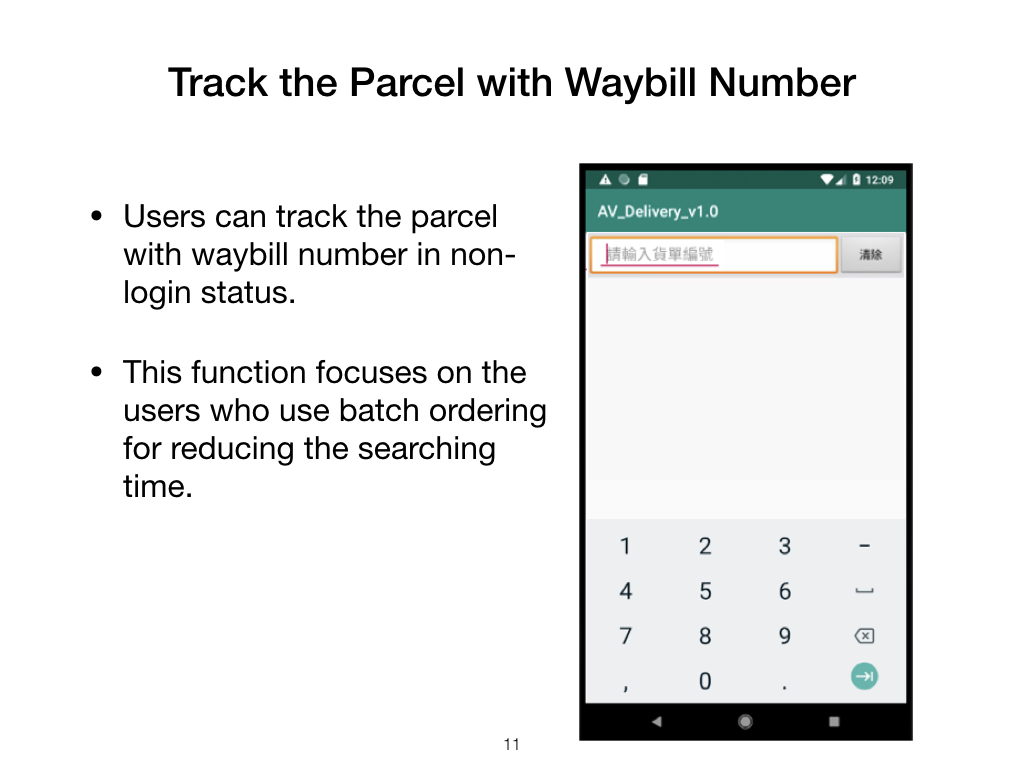 Track the Parcel with Waybill Number
• Users can track the parcel
with waybill number in non-
login status.
• This function focuses on the
users who use batch ordering
for reducing the searching
time.
12:09
AV_Delivery_v1.0
請輸入貨單編號 清除
1 2 3 −
4 5 6
7 8 9
, 0 .
11